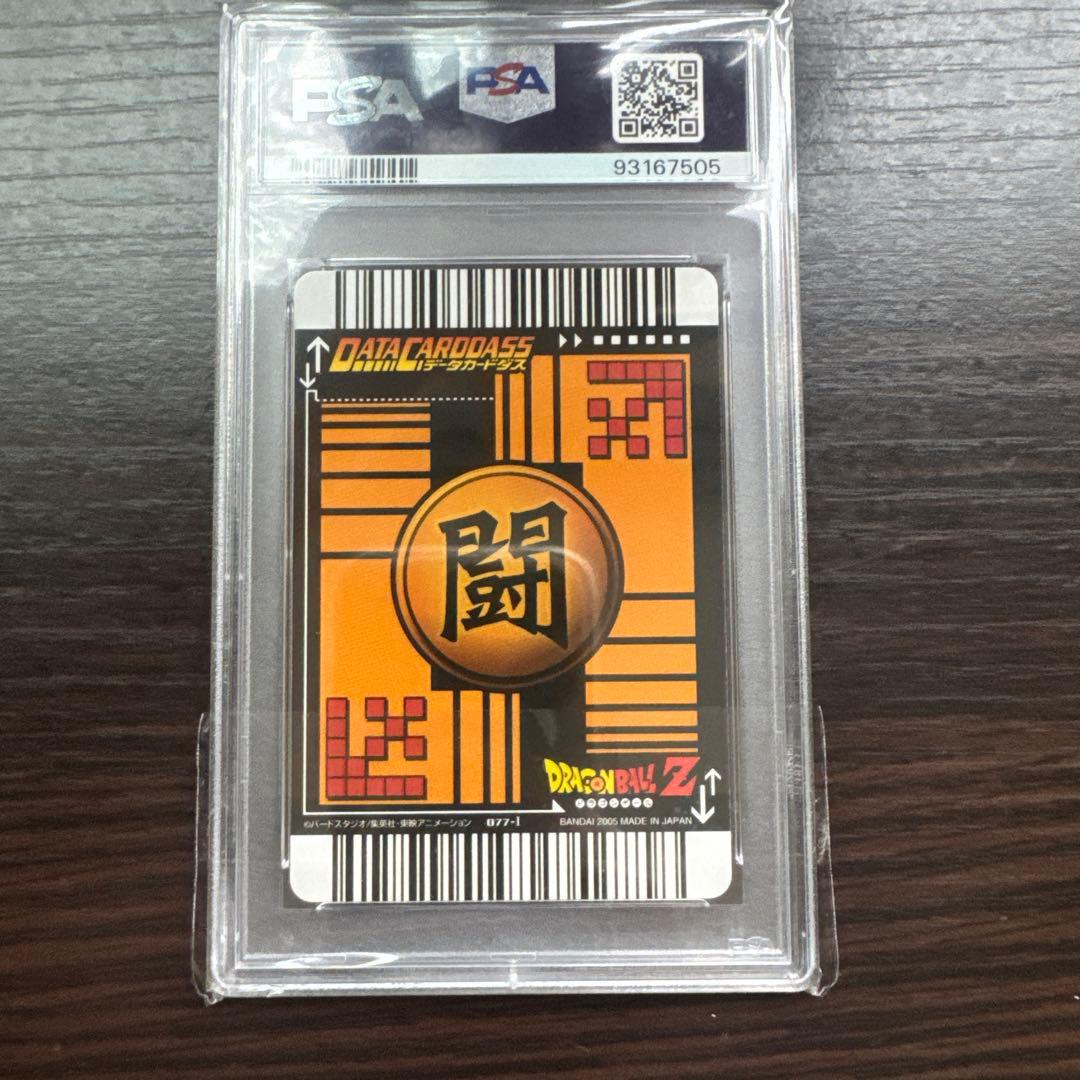 PSA
PSA
93167505
DATA CARDDASS
データカードダス
闘
DRAGON BALL Z
ドラゴンボール
©バードスタジオ/集英社・東映アニメーション 077-I
BANDAI 2005 MADE IN JAPAN